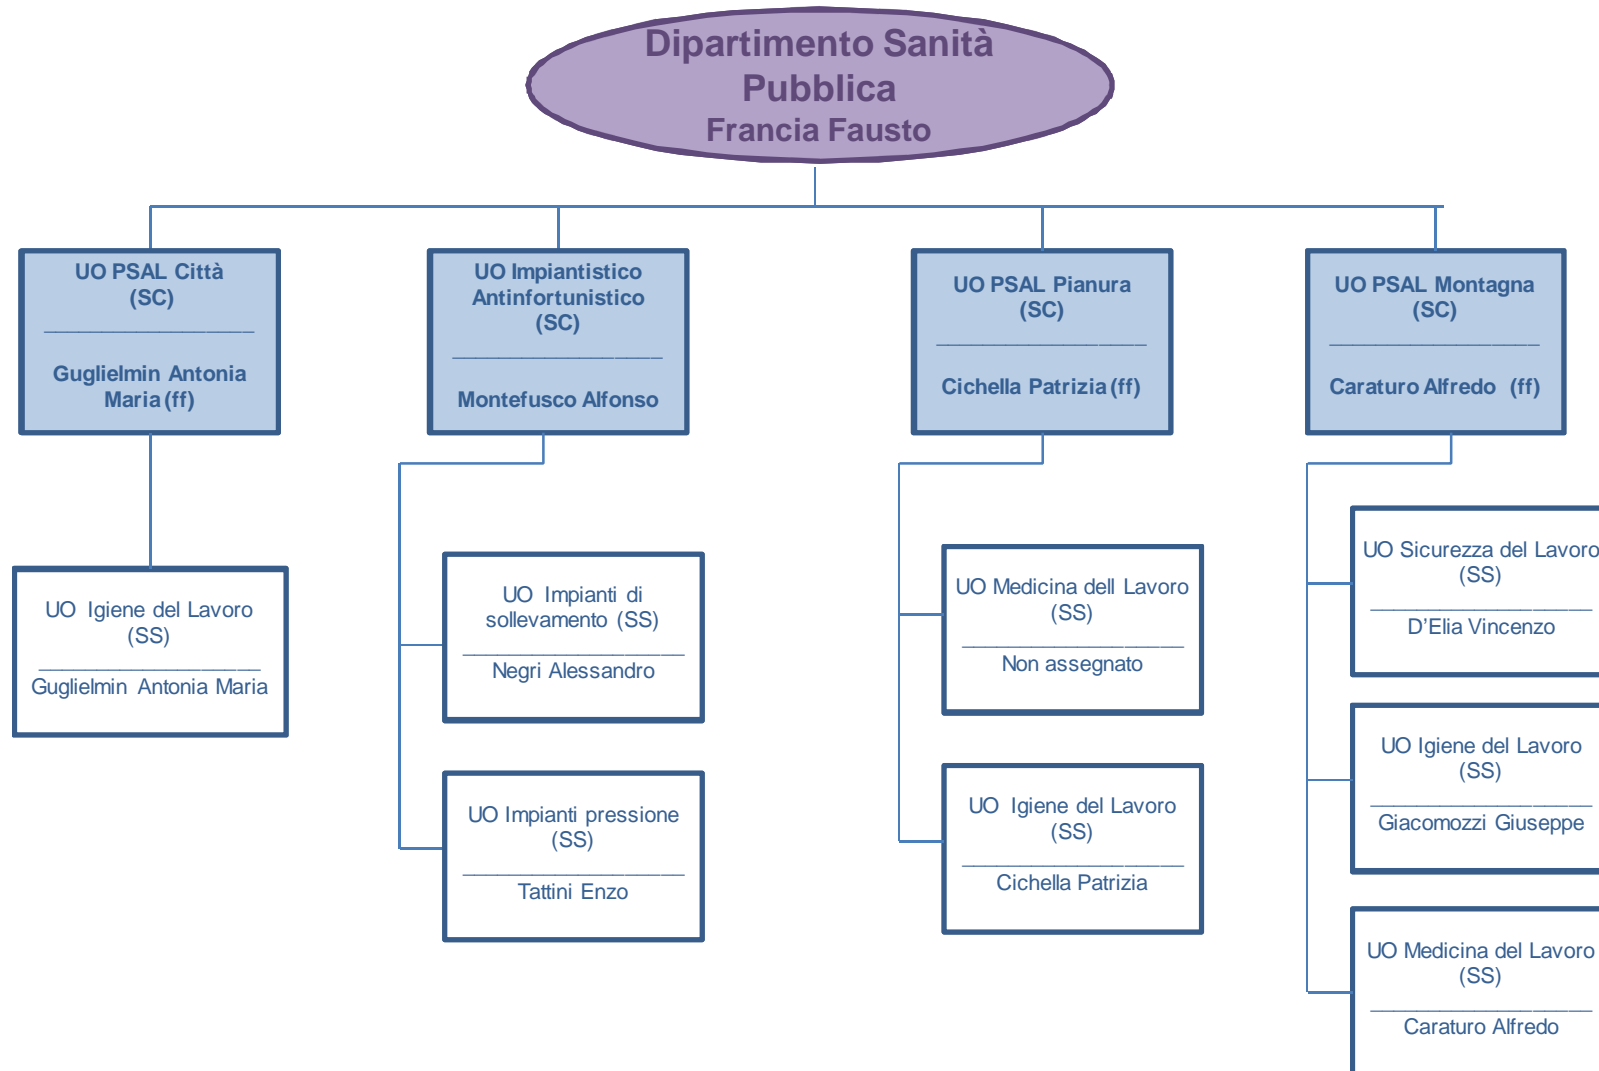 Dipartimento Sanità
Pubblica
Francia Fausto
UO PSAL Città
(SC)
Guglielmin Antonia
Maria (ff)
UO Impiantistico
Antinfortunistico
(SC)
Montefusco Alfonso
UO PSAL Pianura
(SC)
Cichella Patrizia (ff)
UO PSAL Montagna
(SC)
Caraturo Alfredo (ff)
UO Igiene del Lavoro
(SS)
Guglielmin Antonia Maria
UO Impianti di
sollevamento (SS)
Negri Alessandro
UO Impianti pressione
(SS)
Tattini Enzo
UO Medicina dell Lavoro
(SS)
Non assegnato
UO Igiene del Lavoro
(SS)
Cichella Patrizia
UO Sicurezza del Lavoro
(SS)
D’Elia Vincenzo
UO Igiene del Lavoro
(SS)
Giacomozzi Giuseppe
UO Medicina del Lavoro
(SS)
Caraturo Alfredo